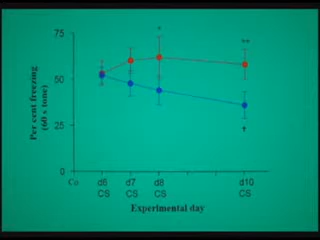 75
*
**
50
Per cent freezing
(60 s tone)
25
†
0
Co d6 d7 d8 d10
CS CS CS CS
Experimental day